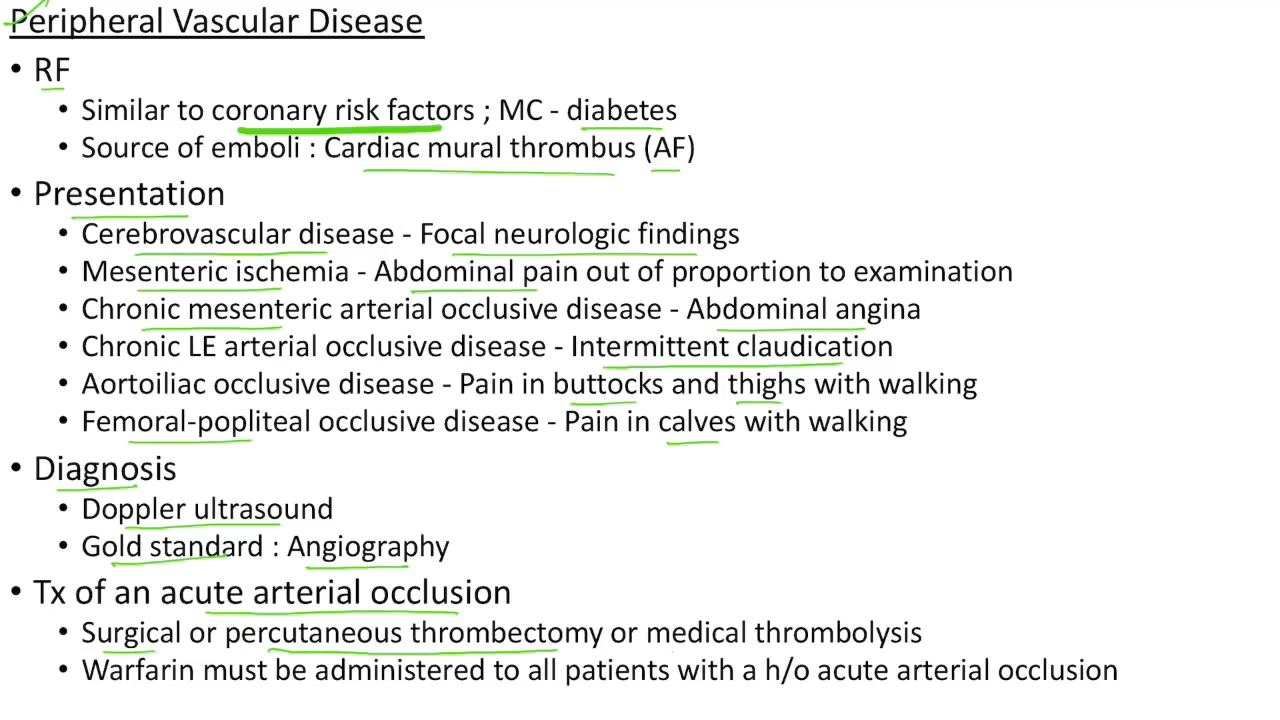 Peripheral Vascular Disease
• RF
• Similar to coronary risk factors ; MC - diabetes
• Source of emboli : Cardiac mural thrombus (AF)
• Presentation
• Cerebrovascular disease - Focal neurologic findings
• Mesenteric ischemia - Abdominal pain out of proportion to examination
• Chronic mesenteric arterial occlusive disease - Abdominal angina
• Chronic LE arterial occlusive disease - Intermittent claudication
• Aortoiliac occlusive disease - Pain in buttocks and thighs with walking
• Femoral-popliteal occlusive disease - Pain in calves with walking
• Diagnosis
• Doppler ultrasound
• Gold standard : Angiography
• Tx of an acute arterial occlusion
• Surgical or percutaneous thrombectomy or medical thrombolysis
• Warfarin must be administered to all patients with a h/o acute arterial occlusion